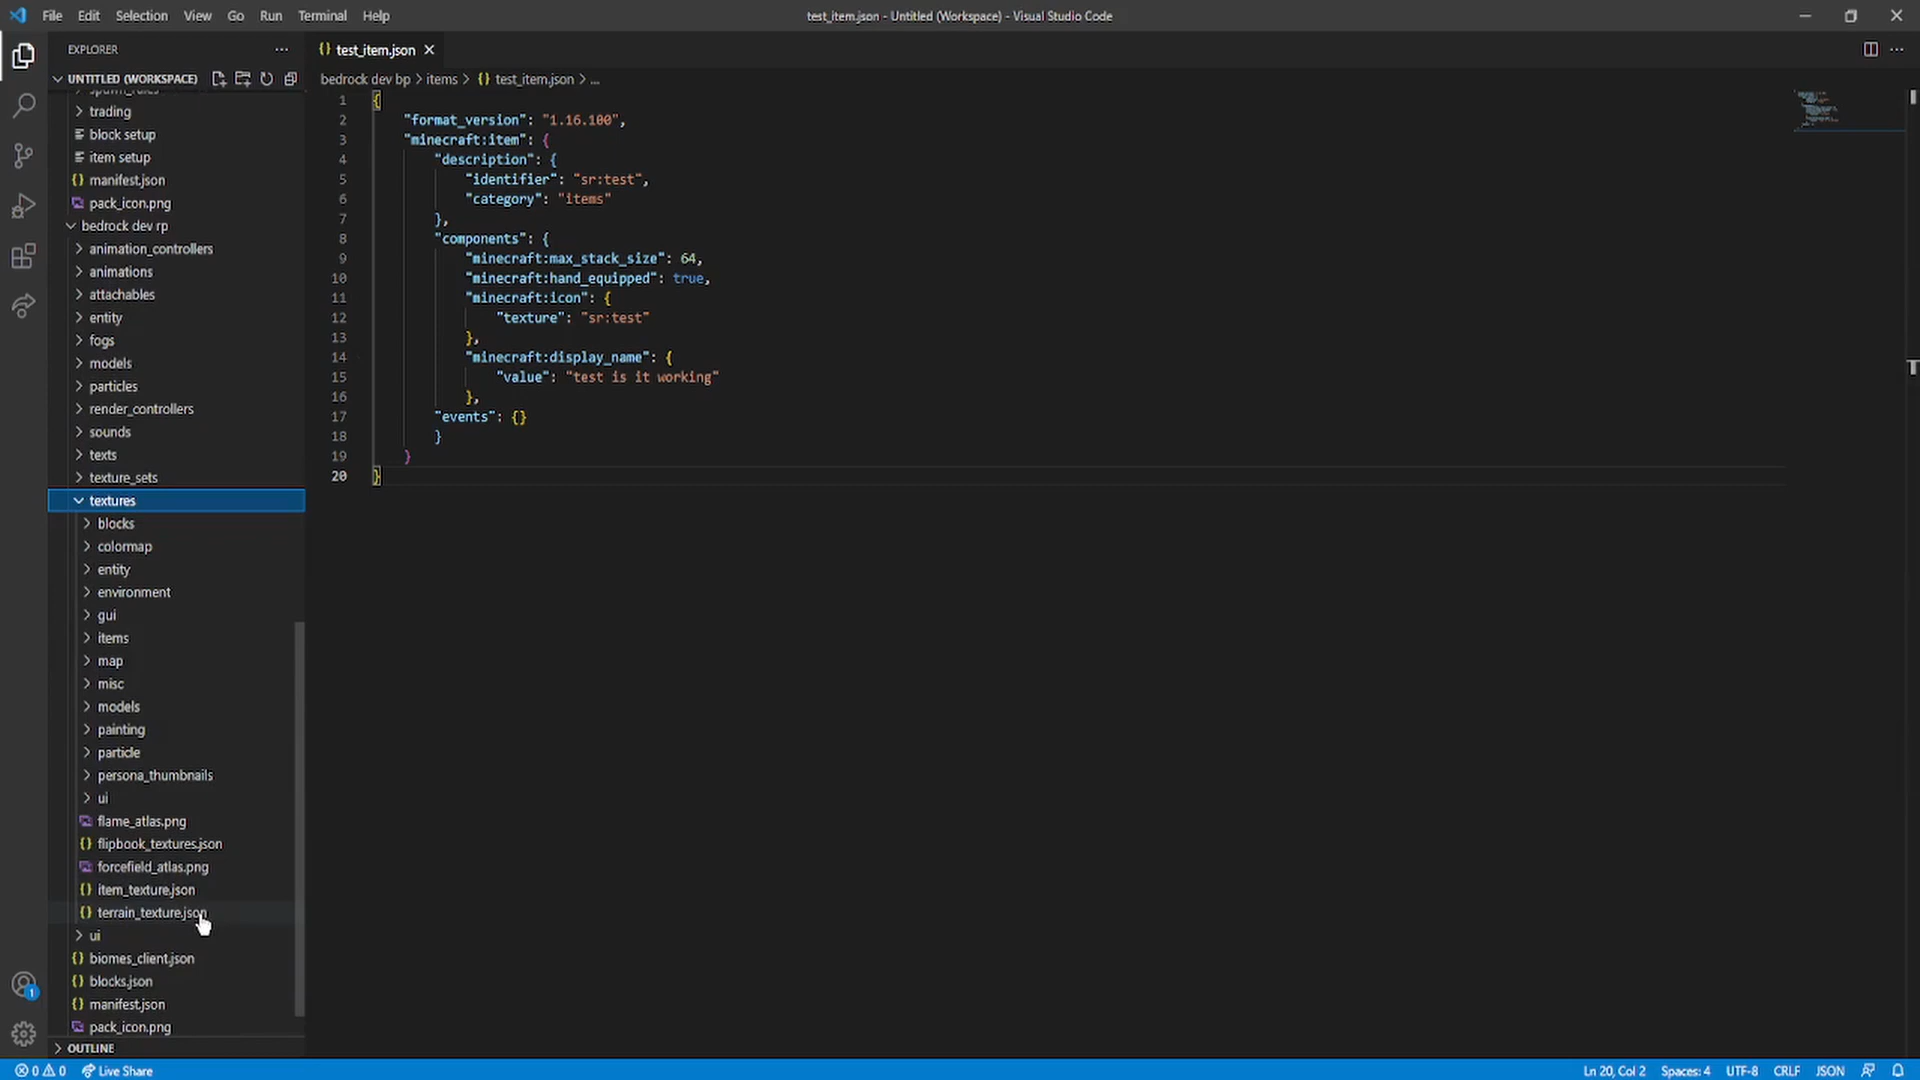 File Edit Selection View Go Run Terminal Help
test_item.json - Untitled (Workspace) - Visual Studio Code
EXPLORER
UNTITLED (WORKSPACE)
spawn_rules
trading
block setup
item setup
manifest.json
pack_icon.png
bedrock dev rp
animation_controllers
animations
attachables
entity
fogs
models
particles
render_controllers
sounds
texts
texture_sets
textures
blocks
colormap
entity
environment
gui
items
map
misc
models
painting
particle
persona_thumbnails
ui
flame_atlas.png
flipbook_textures.json
forcefield_atlas.png
item_texture.json
terrain_texture.json
ui
biomes_client.json
blocks.json
manifest.json
pack_icon.png
OUTLINE
{} test_item.json
bedrock dev bp > items > {} test_item.json > ...
1 {
2 "format_version": "1.16.100",
3 "minecraft:item": {
4 "description": {
5 "identifier": "sr:test",
6 "category": "items"
7 },
8 "components": {
9 "minecraft:max_stack_size": 64,
10 "minecraft:hand_equipped": true,
11 "minecraft:icon": {
12 "texture": "sr:test"
13 },
14 "minecraft:display_name": {
15 "value": "test is it working"
16 },
17 "events": {}
18 }
19 }
20 }
1
0 0 Live Share
Ln 20, Col 2 Spaces: 4 UTF-8 CRLF JSON